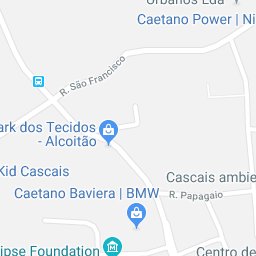 Urbanos Lda
Caetano Power | Ni
R. São Francisco
ark dos Tecidos
- Alcoitão
Kid Cascais
Cascais ambie
Caetano Baviera | BMW
R. Papagaio
ipse Foundation
Centro de